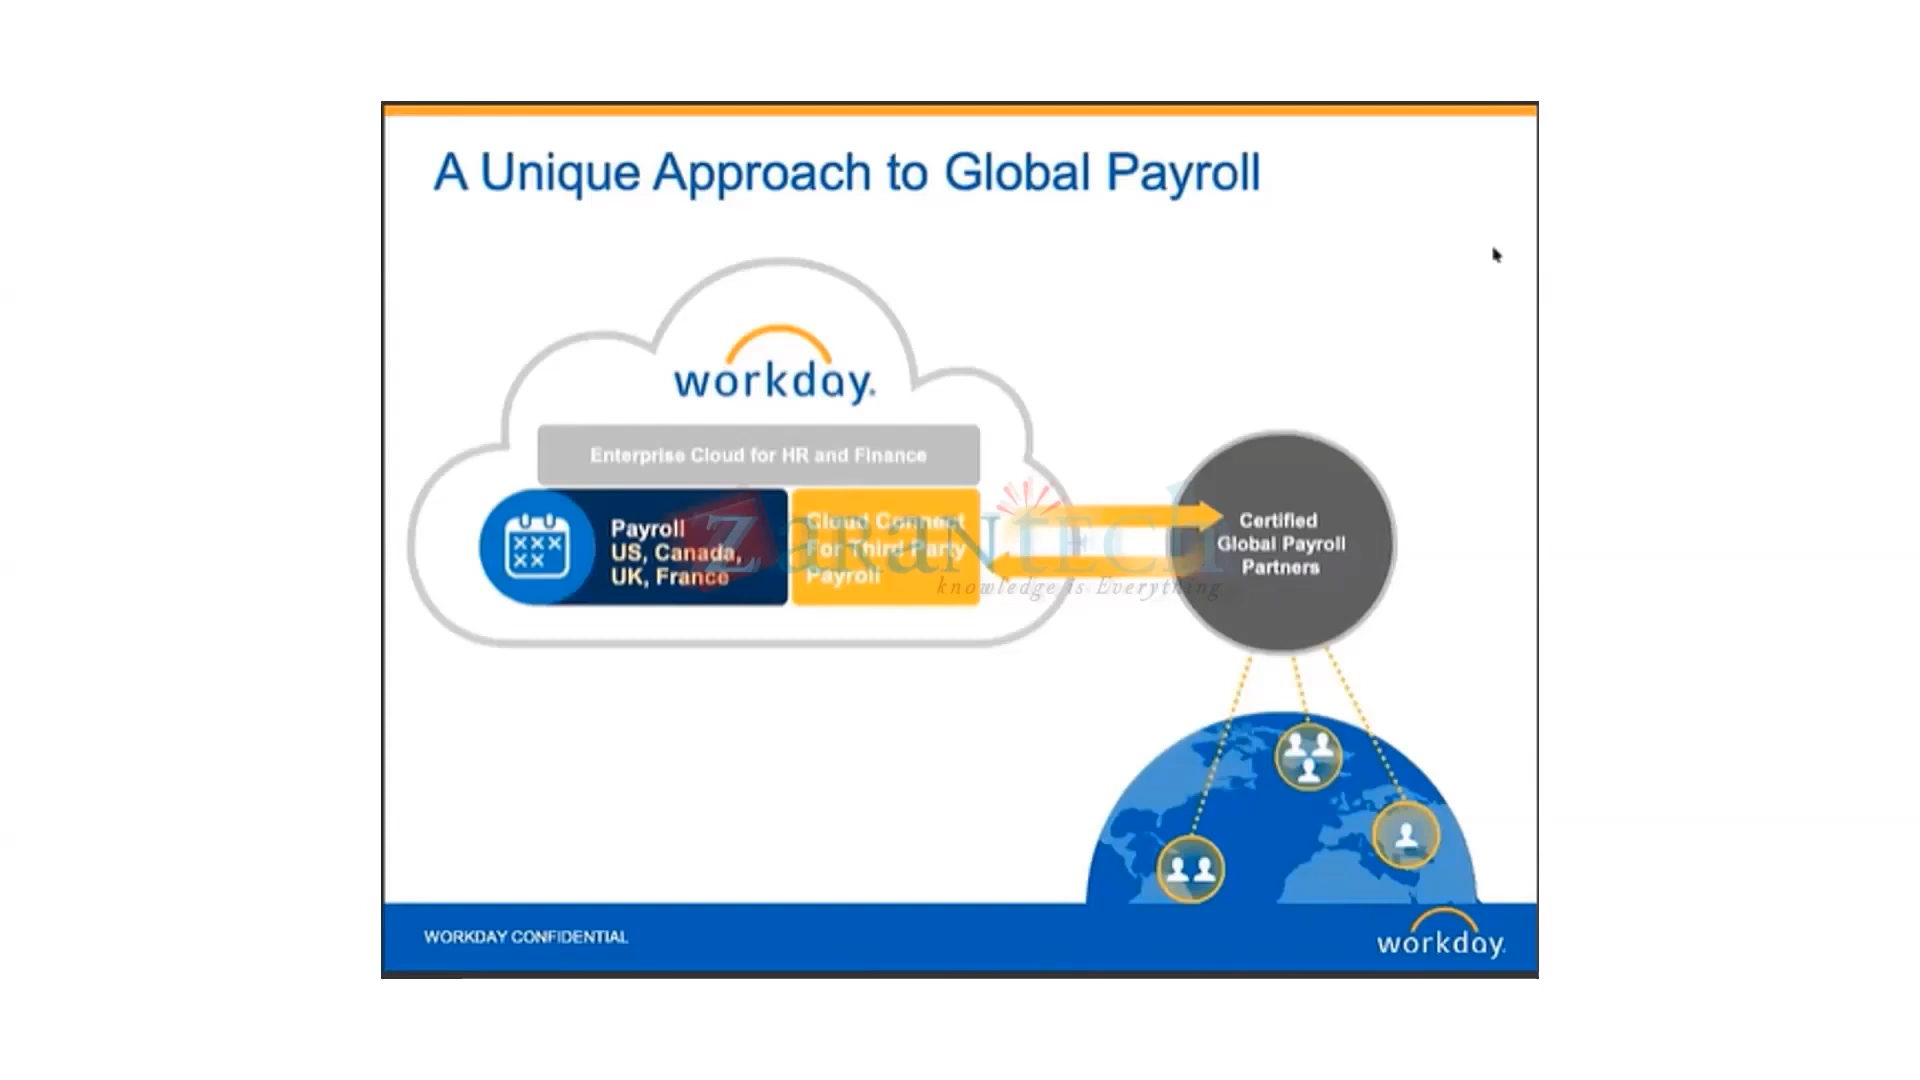 A Unique Approach to Global Payroll
workday.
Enterprise Cloud for HR and Finance
Payroll
US, Canada,
UK, France
Cloud Connect
For Third Party
Payroll
ZaranTech
knowledge is Everything
Certified
Global Payroll
Partners
WORKDAY CONFIDENTIAL
workday.